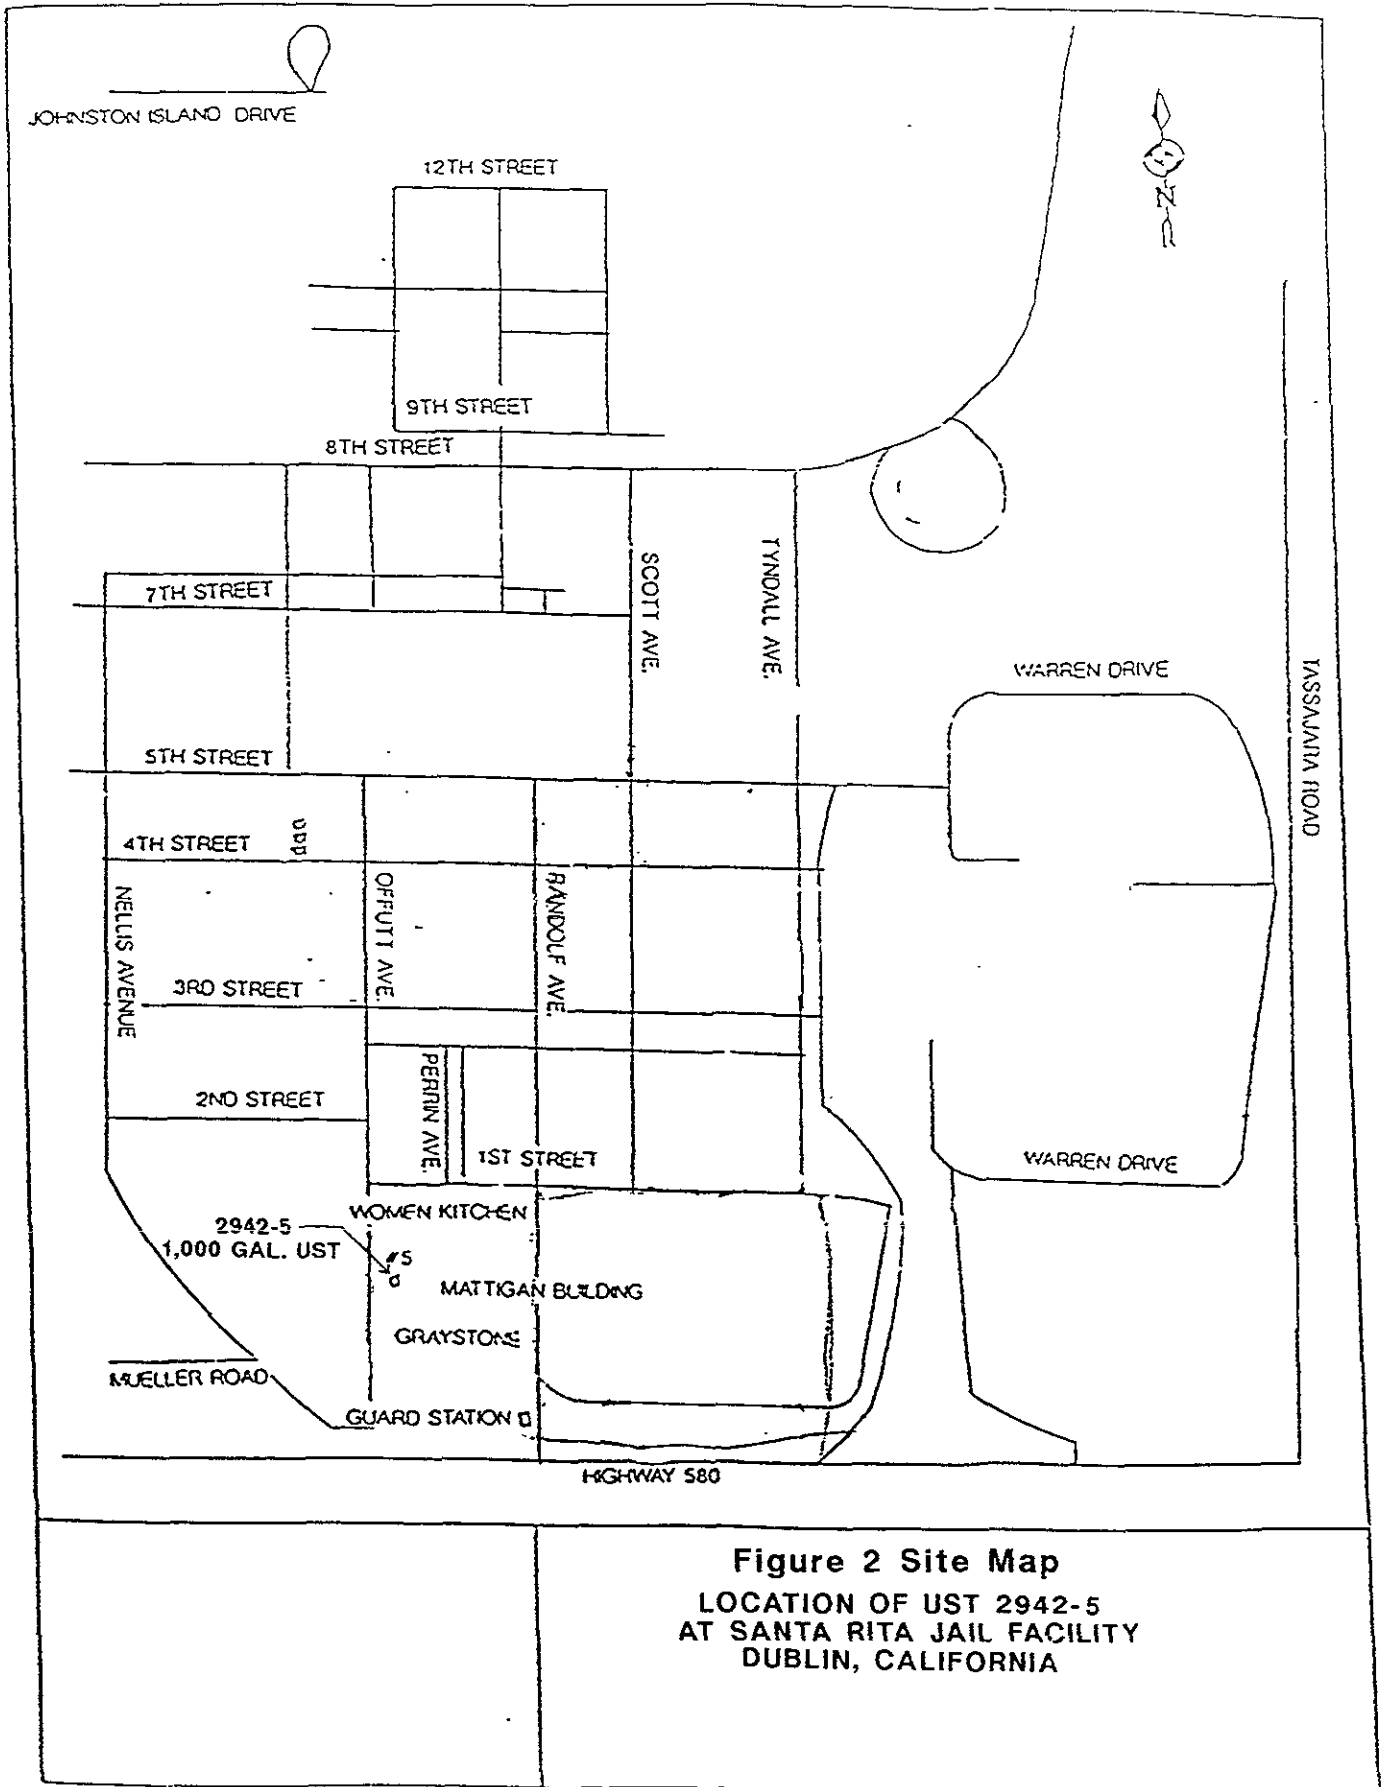 JOHNSTON ISLAND DRIVE
12TH STREET
N
9TH STREET
8TH STREET
7TH STREET
SCOTT AVE.
TYNDALL AVE.
WARREN DRIVE
TASSAJARA ROAD
5TH STREET
4TH STREET
NELLIS AVENUE
OFFUTT AVE.
RANDOLF AVE.
3RD STREET
PERRIN AVE.
2ND STREET
1ST STREET
WARREN DRIVE
WOMEN KITCHEN
2942-5
1,000 GAL. UST
#5
MATTIGAN BUILDING
GRAYSTONE
MUELLER ROAD
GUARD STATION
HIGHWAY 580
Figure 2 Site Map
LOCATION OF UST 2942-5
AT SANTA RITA JAIL FACILITY
DUBLIN, CALIFORNIA